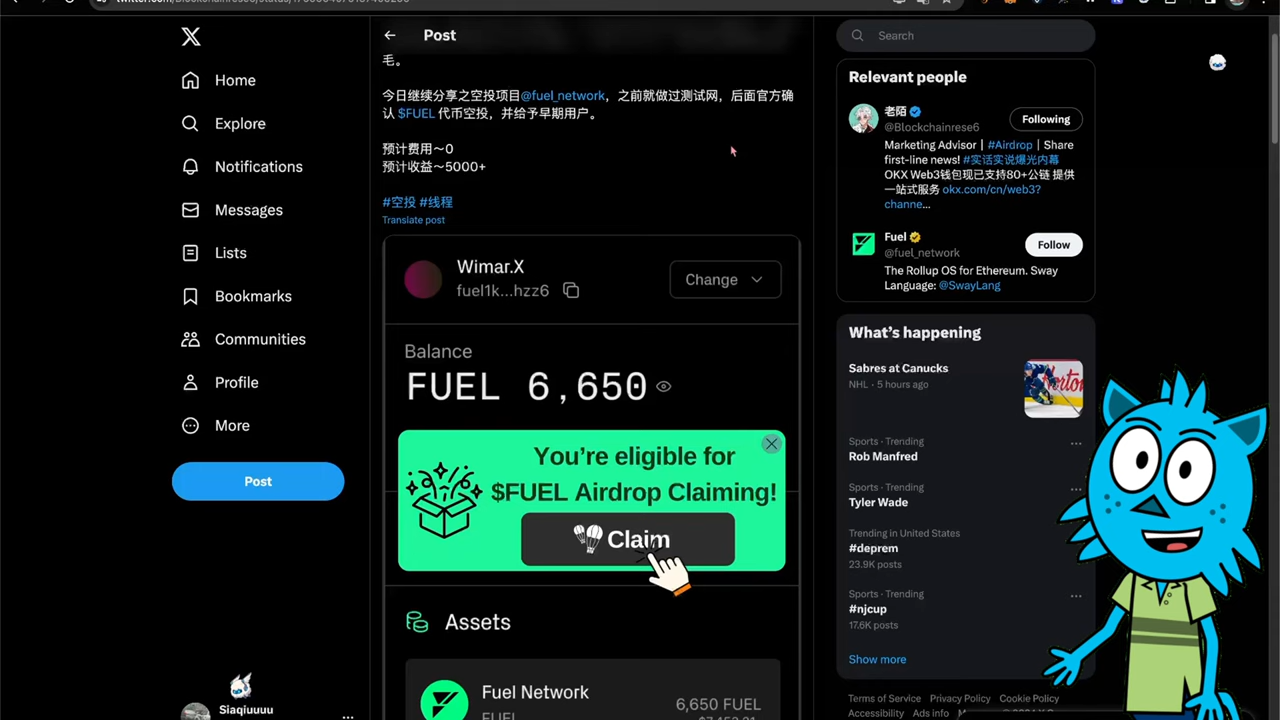 Post
毛。
今日继续分享之空投项目@fuel_network，之前就做过测试网，后面官方确
认 $FUEL 代币空投，并给予早期用户。
预计费用～0
预计收益～5000+
#空投 #线程
Translate post
Wimar.X
fuel1k...hzz6
Change
Balance
FUEL 6,650
You're eligible for
$FUEL Airdrop Claiming!
Claim
Assets
Fuel Network
6,650 FUEL
FUEL
Home
Explore
Notifications
Messages
Lists
Bookmarks
Communities
Profile
More
Post
Siaqiuuuu
Search
Relevant people
老陌
@Blockchainrese6
Following
Marketing Advisor | #Airdrop | Share
first-line news! #实话实说爆光内幕
OKX Web3钱包现已支持80+公链 提供
一站式服务 okx.com/cn/web3?
channe...
Fuel
@fuel_network
Follow
The Rollup OS for Ethereum. Sway
Language: @SwayLang
What's happening
Sabres at Canucks
NHL · 5 hours ago
Sports · Trending
Rob Manfred
Sports · Trending
Tyler Wade
Trending in United States
#deprem
23.9K posts
Sports · Trending
#njcup
17.6K posts
Show more
Terms of Service Privacy Policy Cookie Policy
Accessibility Ads info